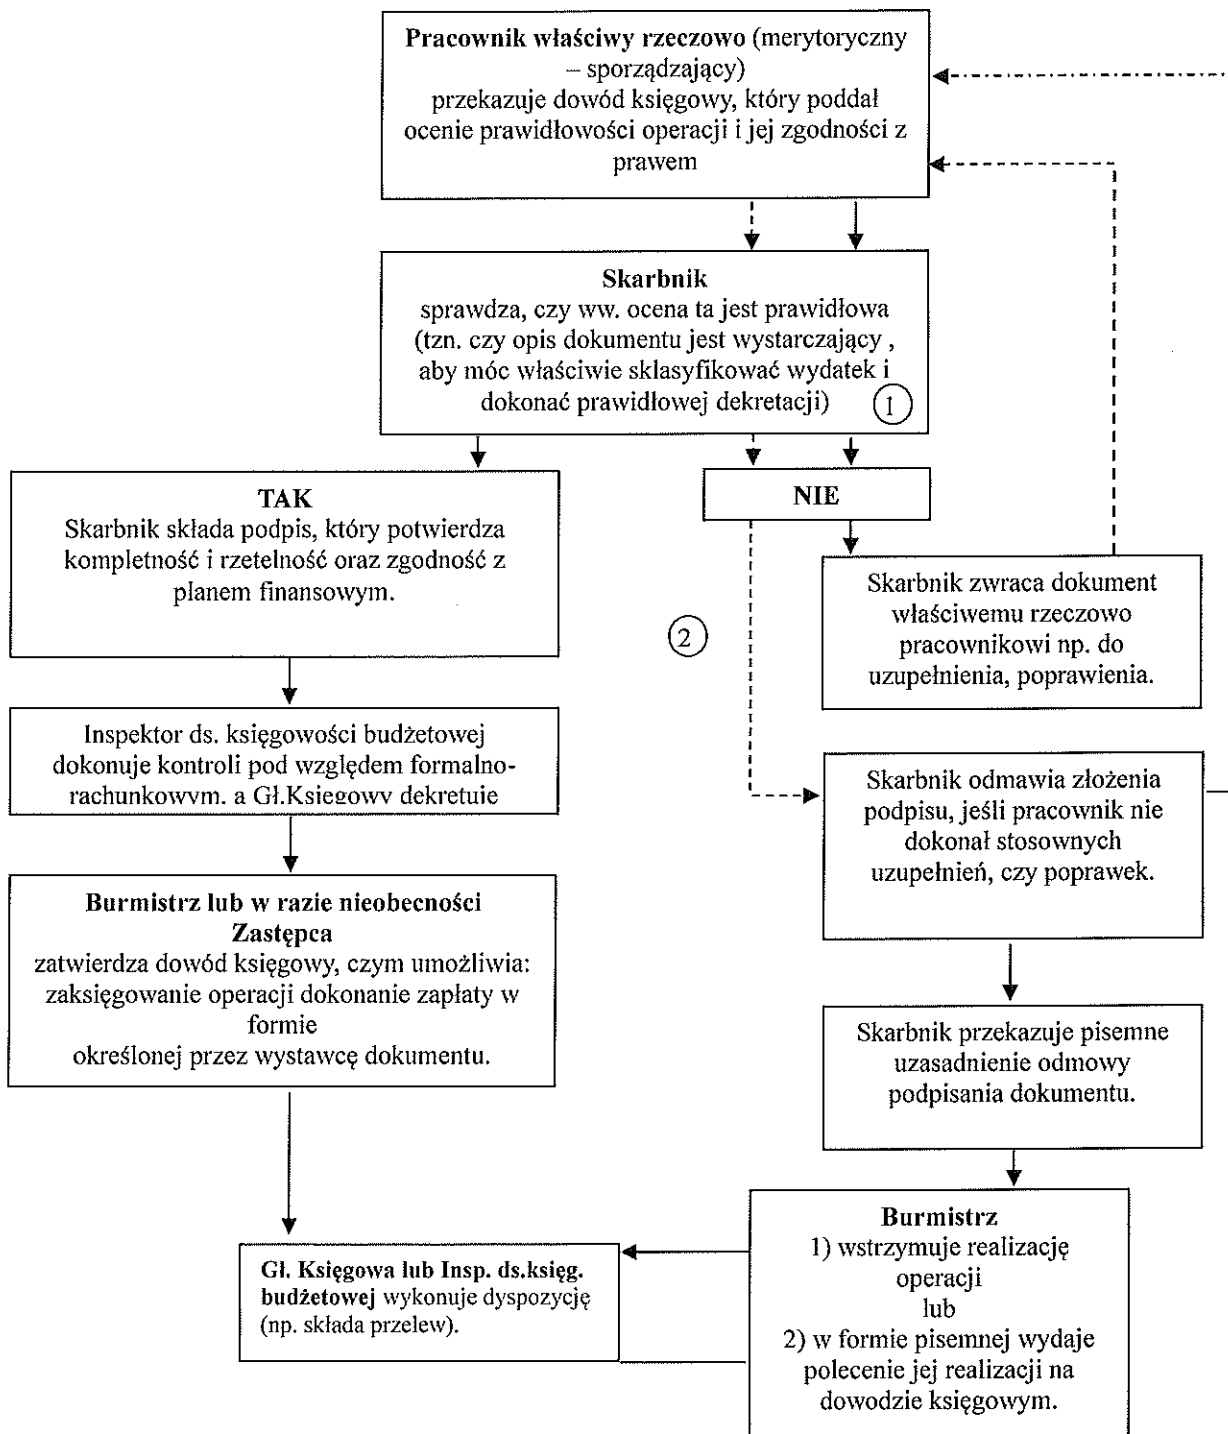 Pracownik właściwy rzeczowo (merytoryczny
– sporządzający)
przekazuje dowód księgowy, który poddał
ocenie prawidłowości operacji i jej zgodności z
prawem
Skarbnik
sprawdza, czy ww. ocena ta jest prawidłowa
(tzn. czy opis dokumentu jest wystarczający ,
aby móc właściwie sklasyfikować wydatek i
dokonać prawidłowej dekretacji)
1
TAK
Skarbnik składa podpis, który potwierdza
kompletność i rzetelność oraz zgodność z
planem finansowym.
NIE
2
Skarbnik zwraca dokument
właściwemu rzeczowo
pracownikowi np. do
uzupełnienia, poprawienia.
Inspektor ds. księgowości budżetowej
dokonuje kontroli pod względem formalno-
rachunkowym, a Gł.Księgowy dekretuje
Skarbnik odmawia złożenia
podpisu, jeśli pracownik nie
dokonał stosownych
uzupełnień, czy poprawek.
Burmistrz lub w razie nieobecności
Zastępca
zatwierdza dowód księgowy, czym umożliwia:
zaksięgowanie operacji dokonanie zapłaty w
formie
określonej przez wystawcę dokumentu.
Skarbnik przekazuje pisemne
uzasadnienie odmowy
podpisania dokumentu.
Gł. Księgowa lub Insp. ds.księg.
budżetowej wykonuje dyspozycję
(np. składa przelew).
Burmistrz
1) wstrzymuje realizację
operacji
lub
2) w formie pisemnej wydaje
polecenie jej realizacji na
dowodzie księgowym.